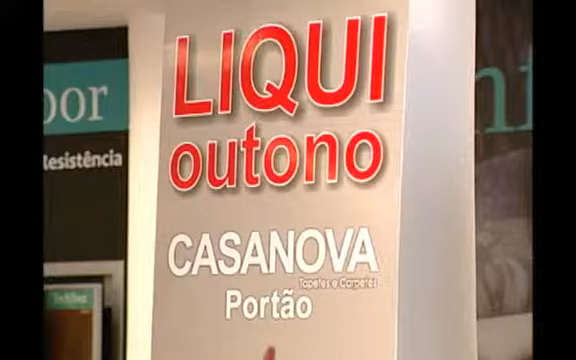 LIQUI
outono
CASANOVA
Tapetes e Carpetes
Portão
oor
Resistência